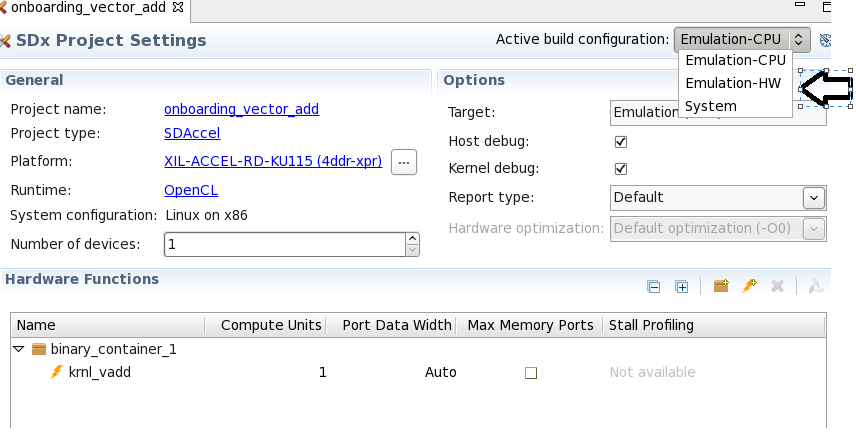 onboarding_vector_add
SDx Project Settings
Active build configuration: Emulation-CPU
Emulation-CPU
Emulation-HW
System
General
Project name: onboarding_vector_add
Project type: SDAccel
Platform: XIL-ACCEL-RD-KU115 (4ddr-xpr) ...
Runtime: OpenCL
System configuration: Linux on x86
Number of devices: 1
Options
Target: Emulation
Host debug:
Kernel debug:
Report type: Default
Hardware optimization: Default optimization (-O0)
Hardware Functions
Name Compute Units Port Data Width Max Memory Ports Stall Profiling
binary_container_1
krnl_vadd 1 Auto Not available